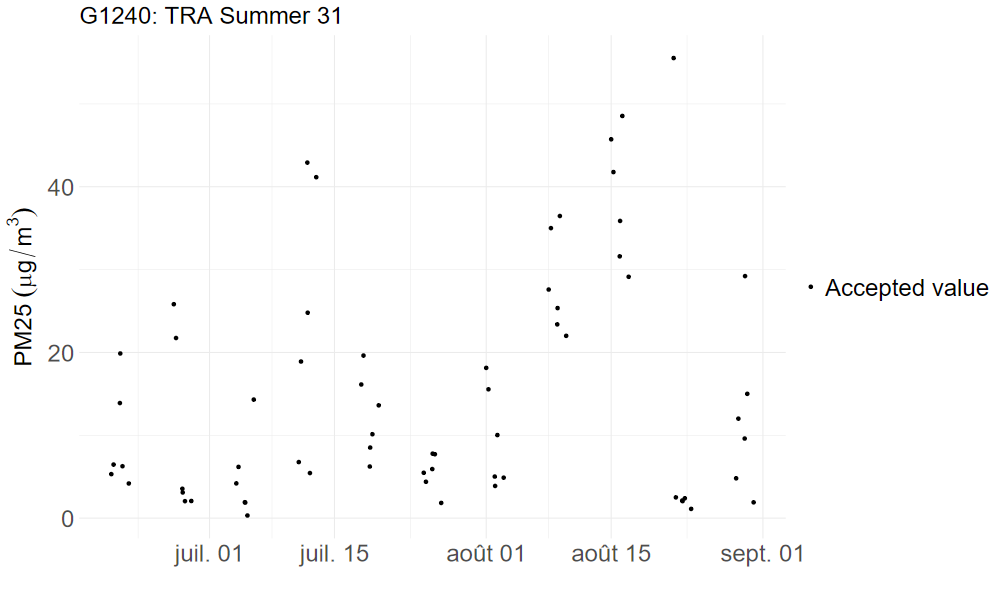 G1240: TRA Summer 31
PM25 (μg/m³)
40
20
0
juil. 01
juil. 15
août 01
août 15
sept. 01
Accepted value